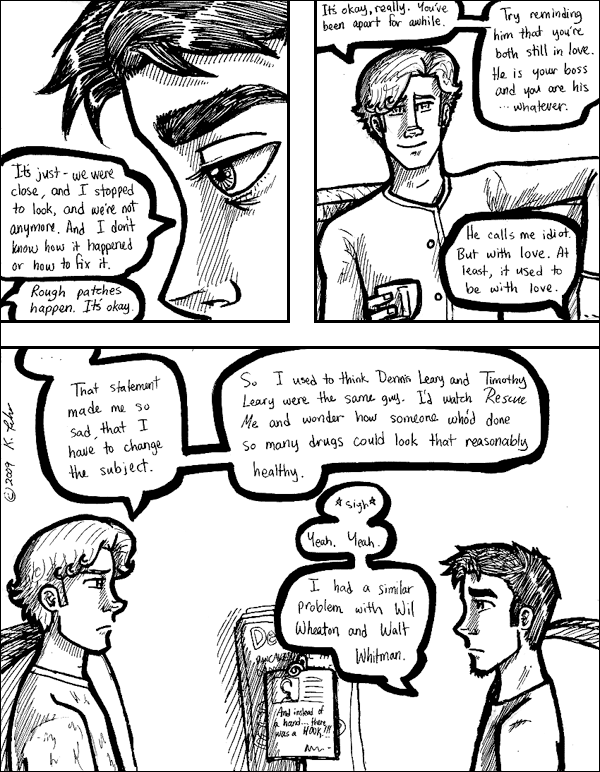 It's just - we were
close, and I stopped
to look, and we're not
anymore. And I don't
know how it happened
or how to fix it.
Rough patches
happen. It's okay.
It's okay, really. You've
been apart for awhile.
Try reminding
him that you're
both still in love.
He is your boss
and you are his
... whatever.
He calls me idiot.
But with love. At
least, it used to
be with love.
That statement
made me so
sad, that I
have to change
the subject.
So I used to think Dennis Leary and Timothy
Leary were the same guy. I'd watch Rescue
Me and wonder how someone who'd done
so many drugs could look that reasonably
healthy.
*sigh*
Yeah. Yeah.
I had a similar
problem with Wil
Wheaton and Walt
Whitman.
De
And instead of
a hand... there
was a HOOK?!!
©2009